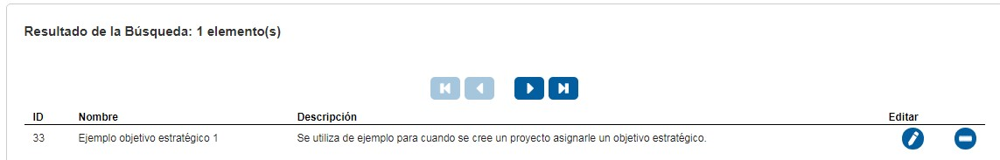 Resultado de la Búsqueda: 1 elemento(s)
ID Nombre Descripción Editar
33 Ejemplo objetivo estratégico 1 Se utiliza de ejemplo para cuando se cree un proyecto asignarle un objetivo estratégico.